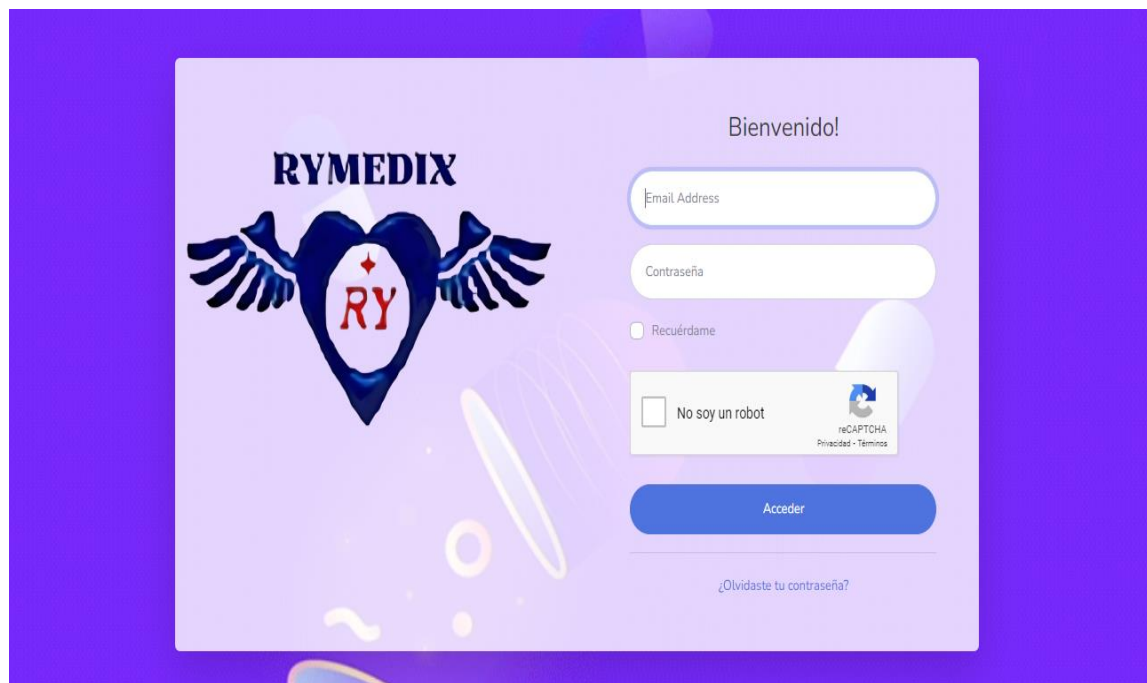 RYMEDIX
RY
Bienvenido!
Email Address
Contraseña
Recuérdame
No soy un robot
reCAPTCHA
Privacidad - Términos
Acceder
¿Olvidaste tu contraseña?